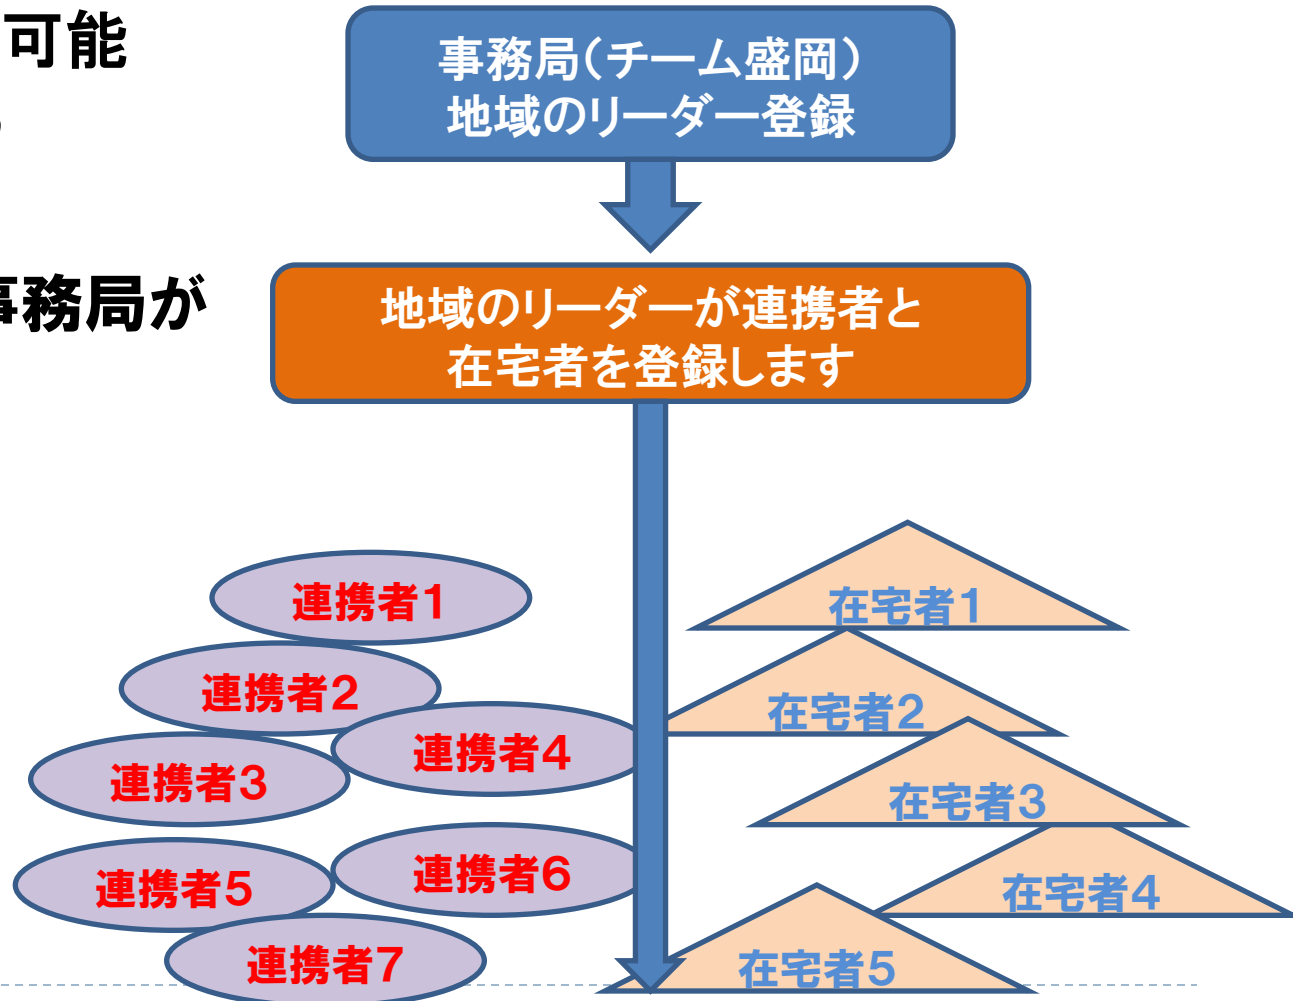 可能
事務局（チーム盛岡）
地域のリーダー登録
事務局が
地域のリーダーが連携者と
在宅者を登録します
連携者１
連携者２
連携者４
連携者３
連携者６
連携者５
連携者７
在宅者１
在宅者２
在宅者３
在宅者４
在宅者５